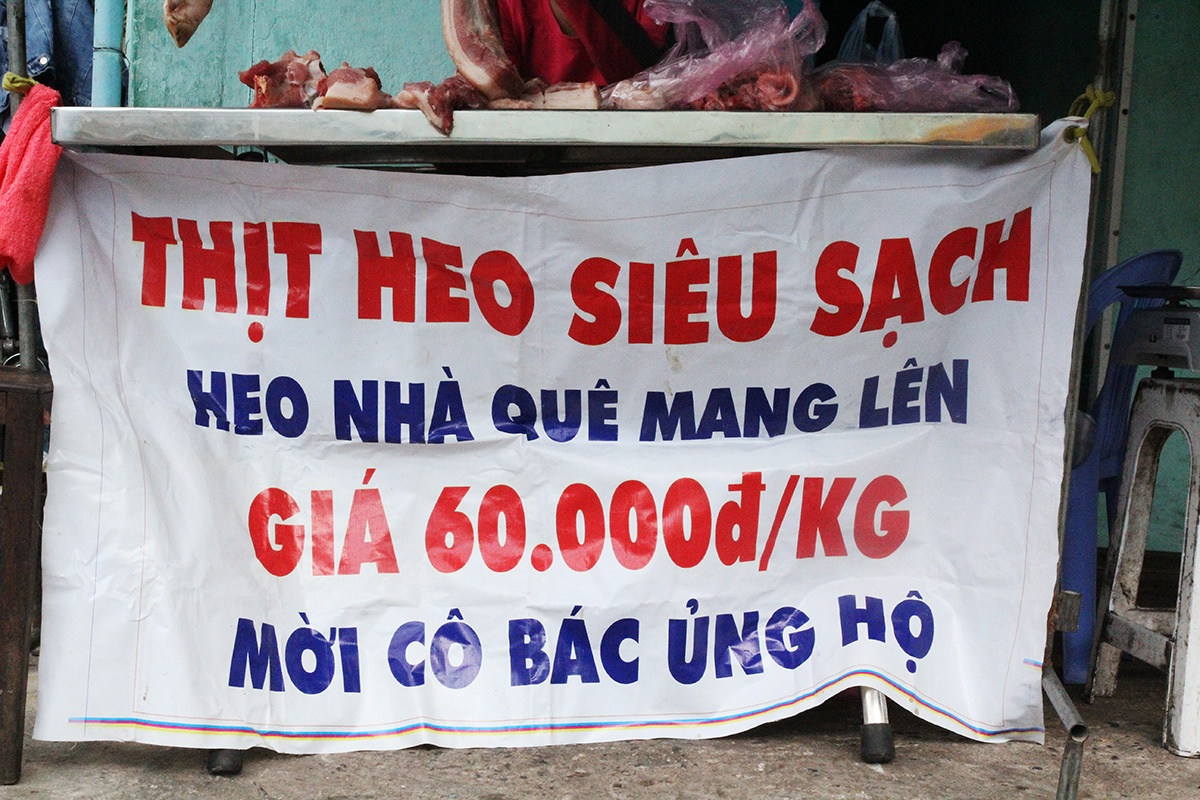 THỊT HEO SIÊU SẠCH
HEO NHÀ QUÊ MANG LÊN
GIÁ 60.000đ/KG
MỜI CÔ BÁC ỦNG HỘ